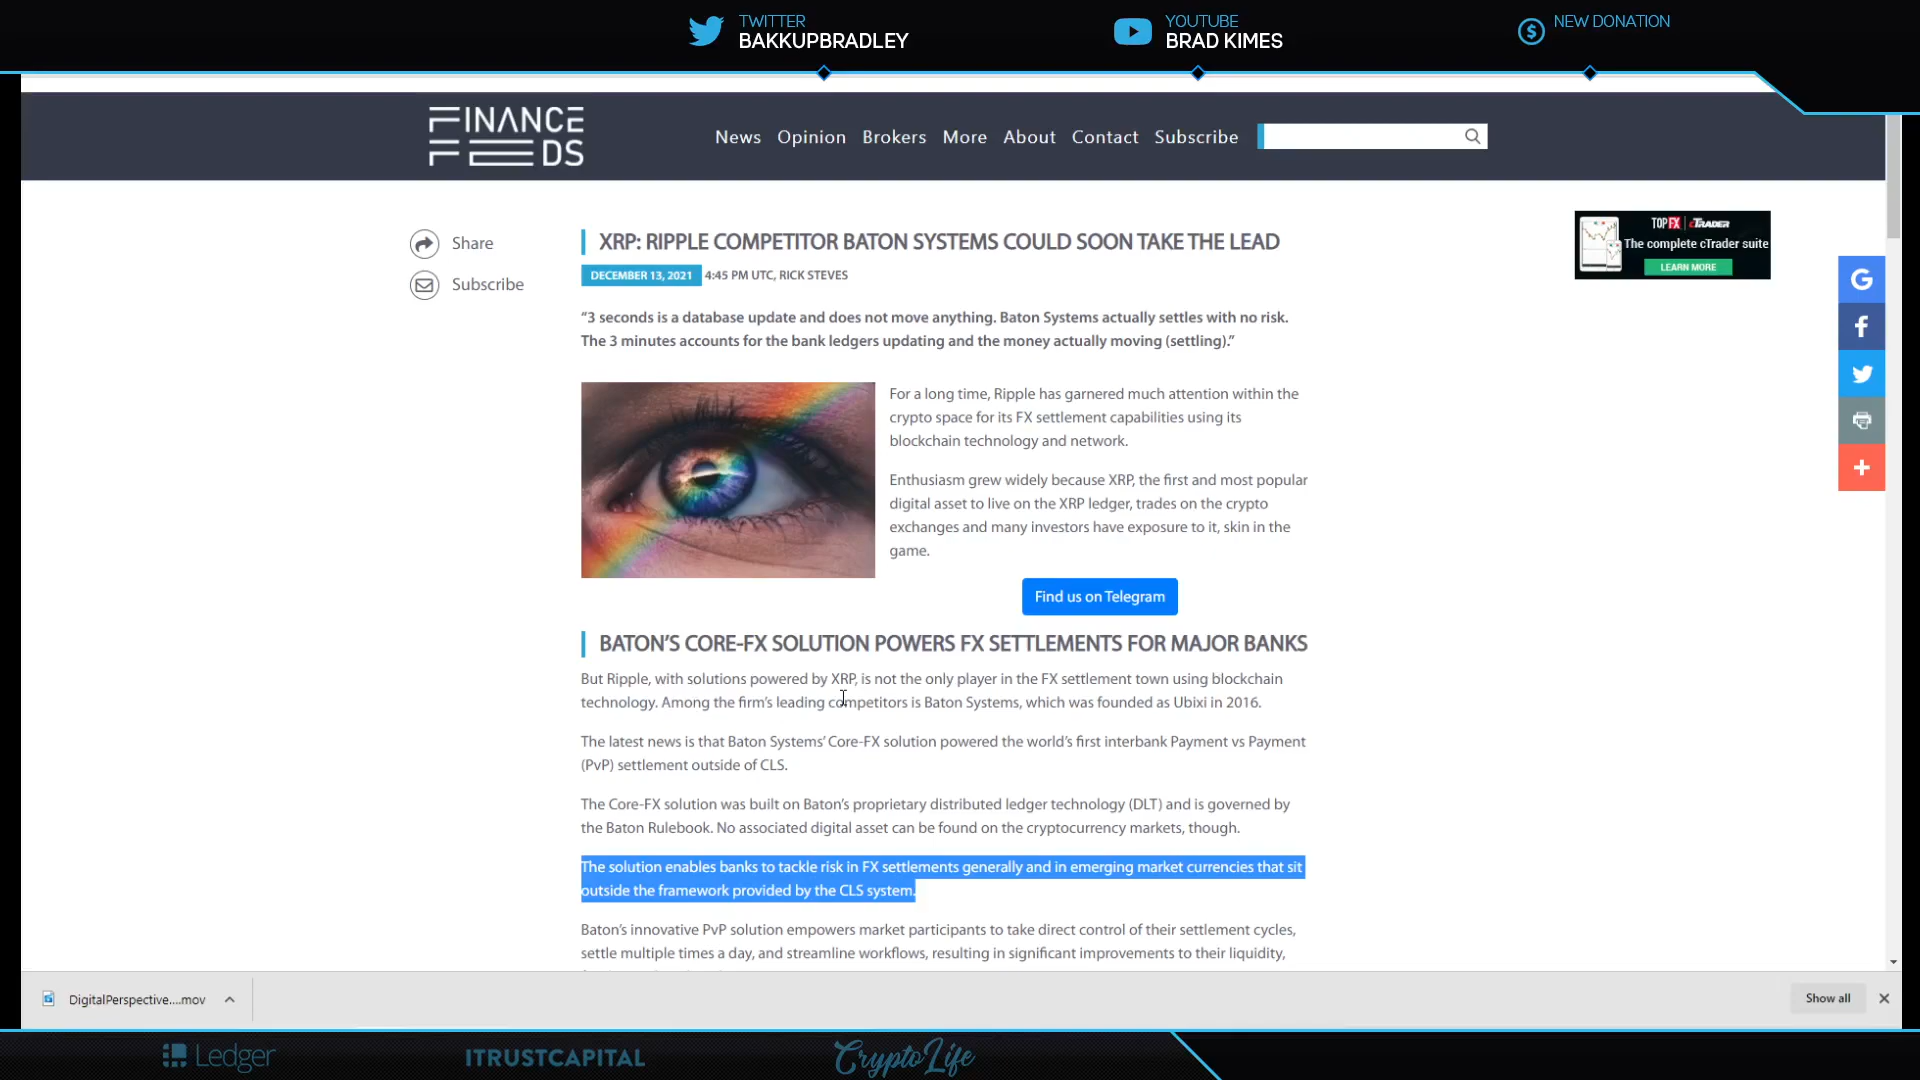 TWITTER
BAKKUPBRADLEY
YOUTUBE
BRAD KIMES
NEW DONATION
FINANCE
FEEDS
News Opinion Brokers More About Contact Subscribe
Share
Subscribe
XRP: RIPPLE COMPETITOR BATON SYSTEMS COULD SOON TAKE THE LEAD
DECEMBER 13, 2021 4:45 PM UTC, RICK STEVES
“3 seconds is a database update and does not move anything. Baton Systems actually settles with no risk.
The 3 minutes accounts for the bank ledgers updating and the money actually moving (settling).”
For a long time, Ripple has garnered much attention within the
crypto space for its FX settlement capabilities using its
blockchain technology and network.
Enthusiasm grew widely because XRP, the first and most popular
digital asset to live on the XRP ledger, trades on the crypto
exchanges and many investors have exposure to it, skin in the
game.
Find us on Telegram
BATON’S CORE-FX SOLUTION POWERS FX SETTLEMENTS FOR MAJOR BANKS
But Ripple, with solutions powered by XRP, is not the only player in the FX settlement town using blockchain
technology. Among the firm’s leading competitors is Baton Systems, which was founded as Ubixi in 2016.
The latest news is that Baton Systems’ Core-FX solution powered the world’s first interbank Payment vs Payment
(PvP) settlement outside of CLS.
The Core-FX solution was built on Baton’s proprietary distributed ledger technology (DLT) and is governed by
the Baton Rulebook. No associated digital asset can be found on the cryptocurrency markets, though.
The solution enables banks to tackle risk in FX settlements generally and in emerging market currencies that sit
outside the framework provided by the CLS system.
Baton’s innovative PvP solution empowers market participants to take direct control of their settlement cycles,
settle multiple times a day, and streamline workflows, resulting in significant improvements to their liquidity,
TOPFX cTRADER
The complete cTrader suite
LEARN MORE
G
f
DigitalPerspective....mov
Show all
Ledger
ITRUSTCAPITAL
CryptoLife